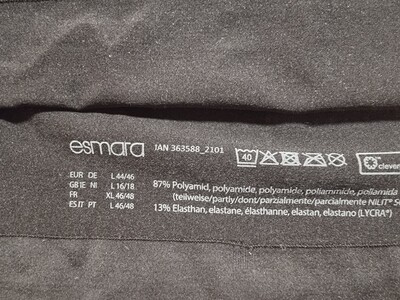 esmara IAN 363588_2101 40 clever
EUR DE L 44/46
GB IE NI L 16/18
FR XL 46/48
ES IT PT L 46/48
87% Polyamid, polyamide, polyamide, poliammide, poliamida
(teilweise/partly/dont/parzialmente/parzialmente NILIT®
13% Elasthan, elastane, élasthanne, elastan, elastano (LYCRA®)